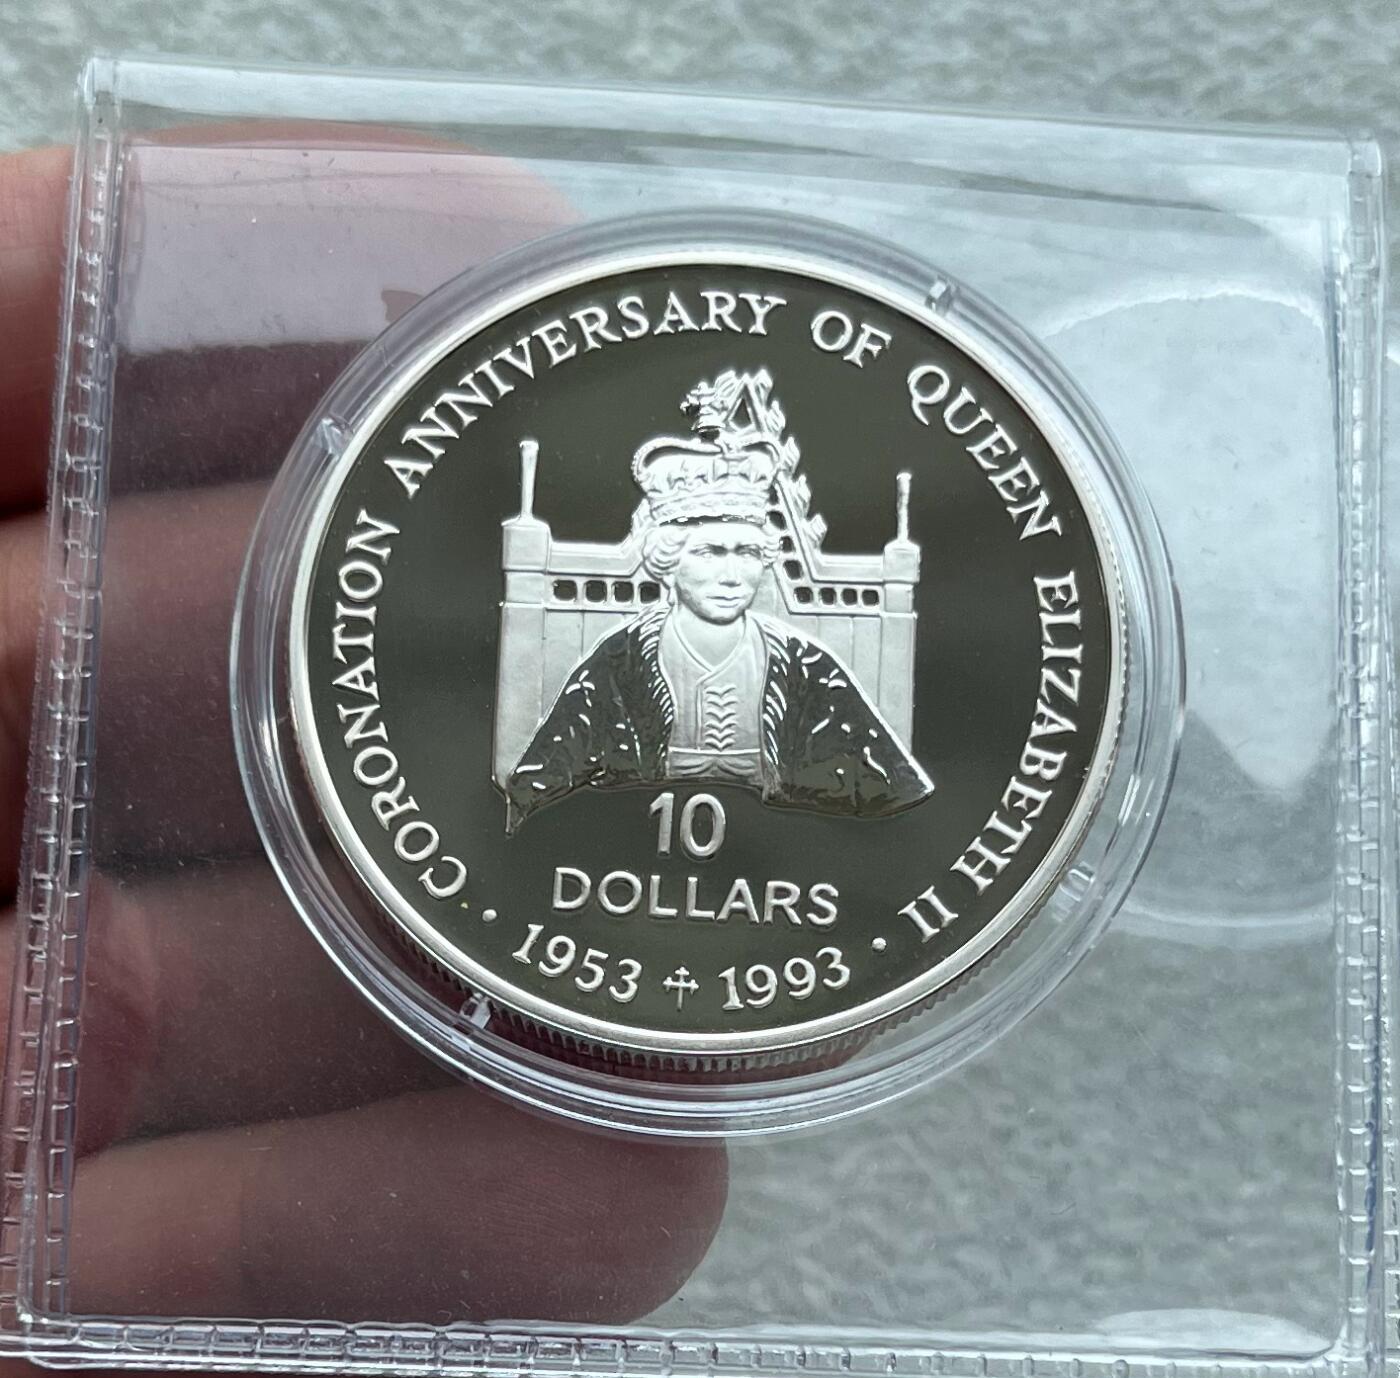 CORONATION ANNIVERSARY OF QUEEN ELIZABETH II
10
DOLLARS
1953 ‡ 1993